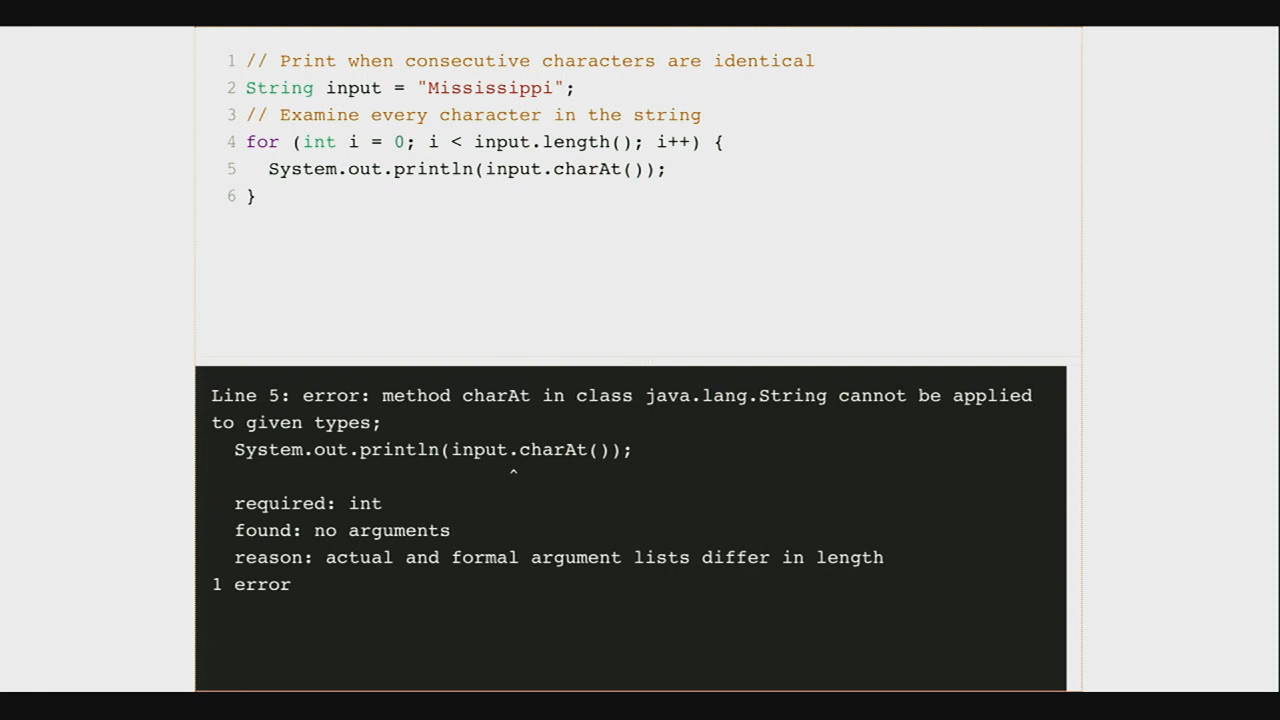 1 // Print when consecutive characters are identical
2 String input = "Mississippi";
3 // Examine every character in the string
4 for (int i = 0; i < input.length(); i++) {
5   System.out.println(input.charAt());
6 }
Line 5: error: method charAt in class java.lang.String cannot be applied
to given types;
  System.out.println(input.charAt());
                          ^
  required: int
  found: no arguments
  reason: actual and formal argument lists differ in length
1 error